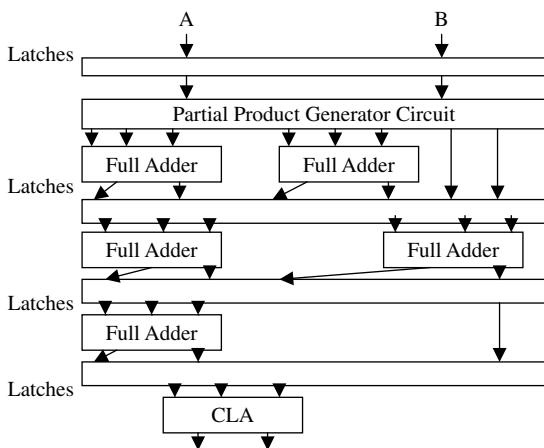 A B
Latches
Partial Product Generator Circuit
Full Adder Full Adder
Latches
Full Adder Full Adder
Latches
Full Adder
Latches
CLA